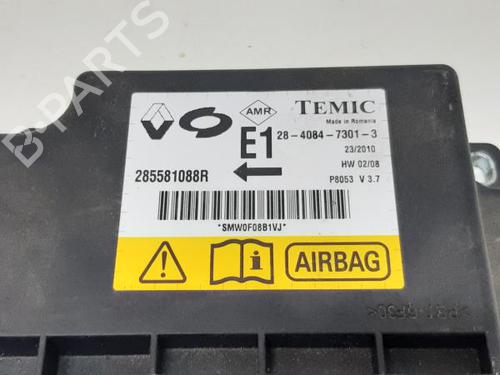 B-PARTS
AMR
TEMIC
Made in Romania
E1
28-4084-7301-3
23/2010
HW 02/08
285581088R
P8053 V 3.7
*SMW0F08B1VJ*
AIRBAG